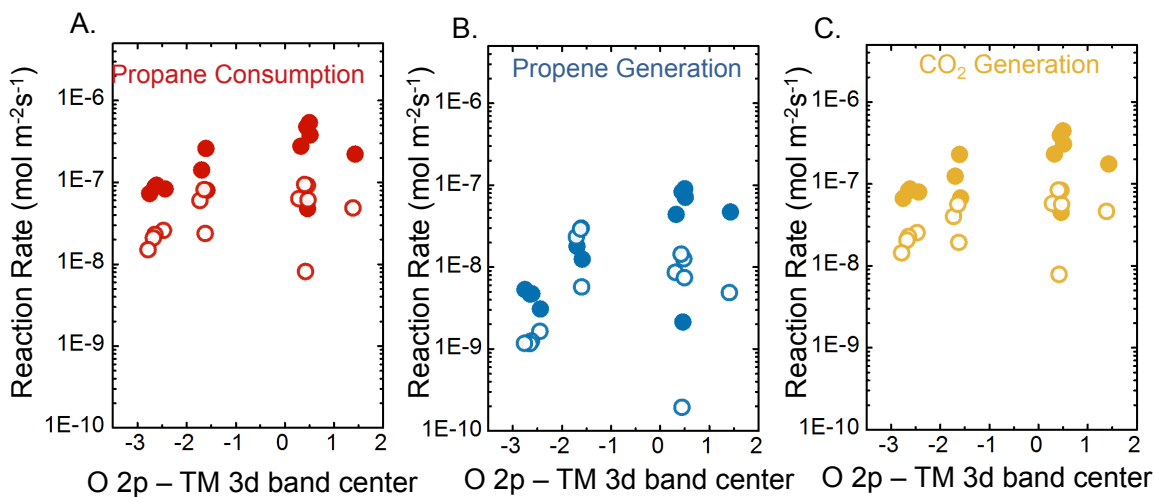 A.
Propane Consumption
Reaction Rate (mol m⁻²s⁻¹)
1E-6
1E-7
1E-8
1E-9
1E-10
-3 -2 -1 0 1 2
O 2p – TM 3d band center
B.
Propene Generation
Reaction Rate (mol m⁻²s⁻¹)
1E-6
1E-7
1E-8
1E-9
1E-10
-3 -2 -1 0 1 2
O 2p – TM 3d band center
C.
CO₂ Generation
Reaction Rate (mol m⁻²s⁻¹)
1E-6
1E-7
1E-8
1E-9
1E-10
-3 -2 -1 0 1 2
O 2p – TM 3d band center